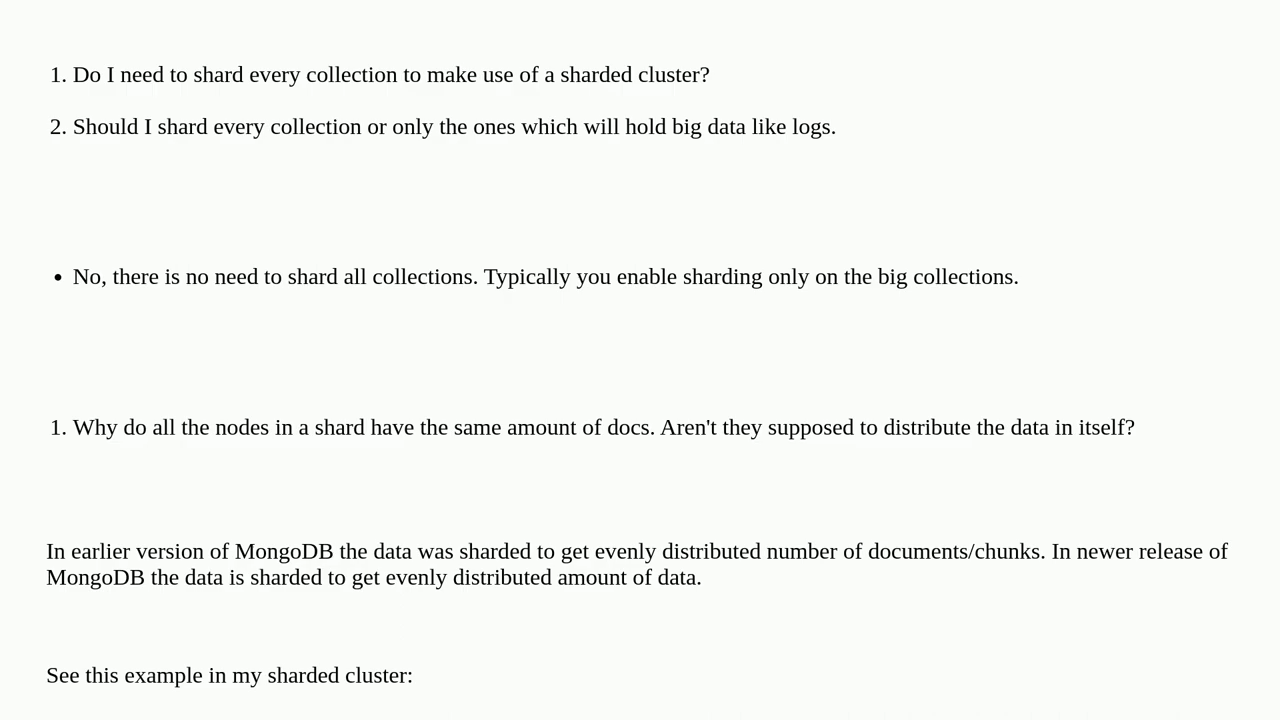 1. Do I need to shard every collection to make use of a sharded cluster?
2. Should I shard every collection or only the ones which will hold big data like logs.
• No, there is no need to shard all collections. Typically you enable sharding only on the big collections.
1. Why do all the nodes in a shard have the same amount of docs. Aren't they supposed to distribute the data in itself?
In earlier version of MongoDB the data was sharded to get evenly distributed number of documents/chunks. In newer release of
MongoDB the data is sharded to get evenly distributed amount of data.
See this example in my sharded cluster: